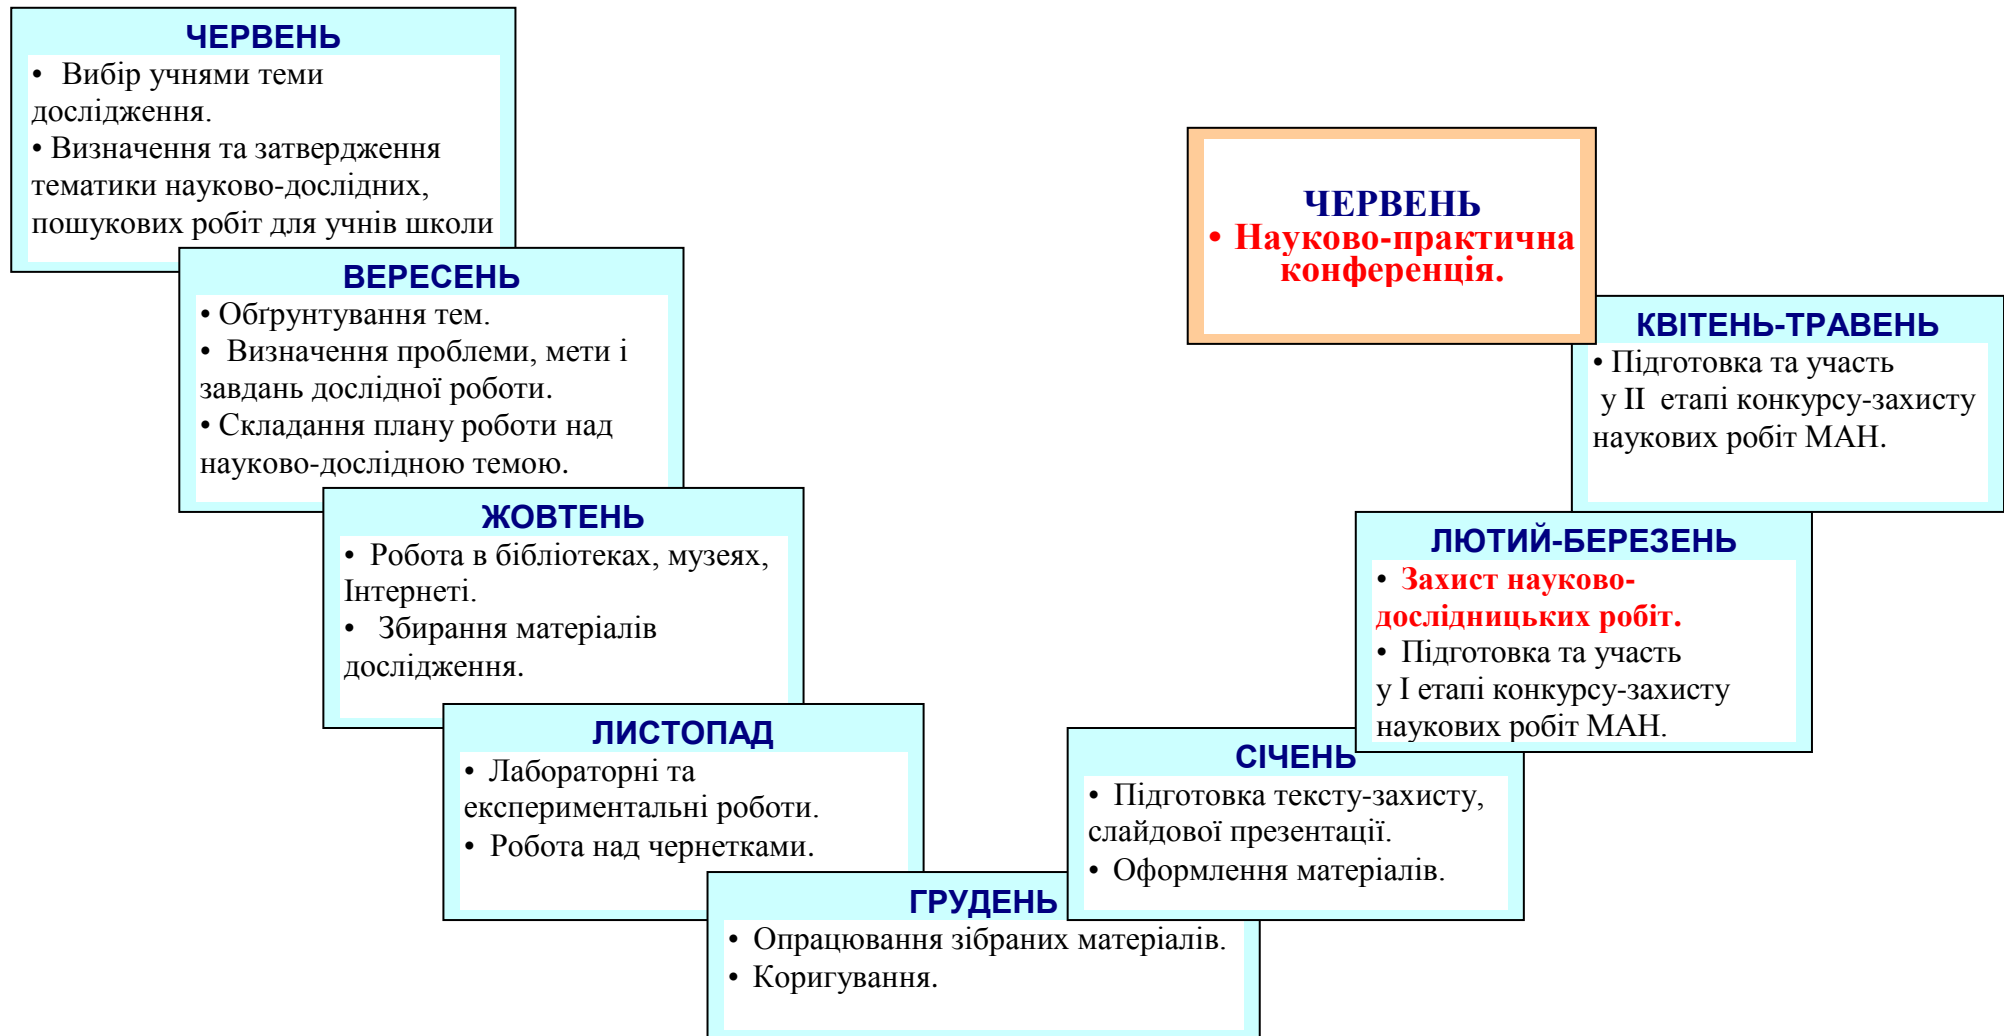 ЧЕРВЕНЬ
• Вибір учнями теми
дослідження.
• Визначення та затвердження
тематики науково-дослідних,
пошукових робіт для учнів школи
ВЕРЕСЕНЬ
• Обґрунтування тем.
• Визначення проблеми, мети і
завдань дослідної роботи.
• Складання плану роботи над
науково-дослідною темою.
ЖОВТЕНЬ
• Робота в бібліотеках, музеях,
Інтернеті.
• Збирання матеріалів
дослідження.
ЛИСТОПАД
• Лабораторні та
експериментальні роботи.
• Робота над чернетками.
ГРУДЕНЬ
• Опрацювання зібраних матеріалів.
• Коригування.
СІЧЕНЬ
• Підготовка тексту-захисту,
слайдової презентації.
• Оформлення матеріалів.
ЛЮТИЙ-БЕРЕЗЕНЬ
• Захист науково-
дослідницьких робіт.
• Підготовка та участь
у І етапі конкурсу-захисту
наукових робіт МАН.
КВІТЕНЬ-ТРАВЕНЬ
• Підготовка та участь
у ІІ етапі конкурсу-захисту
наукових робіт МАН.
ЧЕРВЕНЬ
• Науково-практична
конференція.